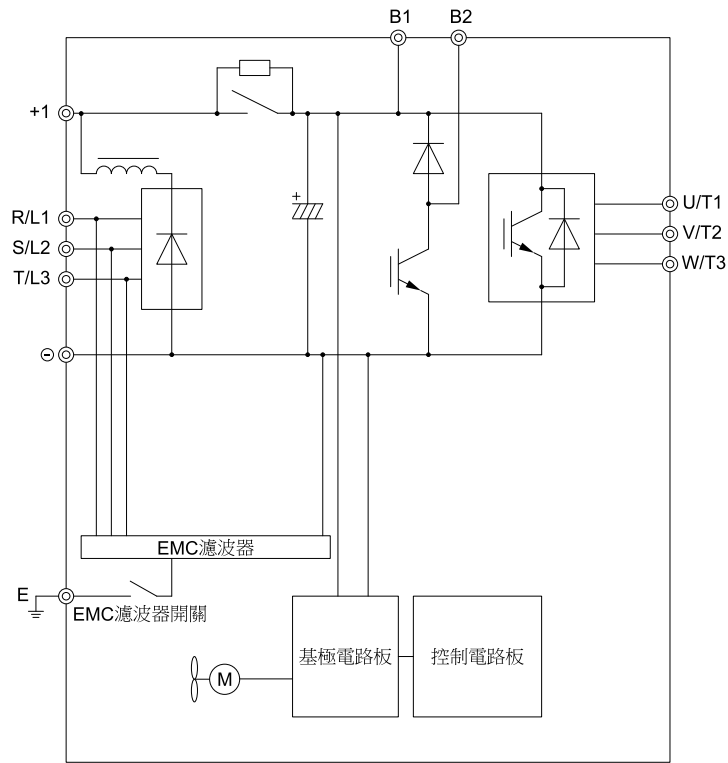 B1
B2
+1
+
R/L1
S/L2
T/L3
⊖
U/T1
V/T2
W/T3
EMC濾波器
E
EMC濾波器開關
基極電路板
控制電路板
M